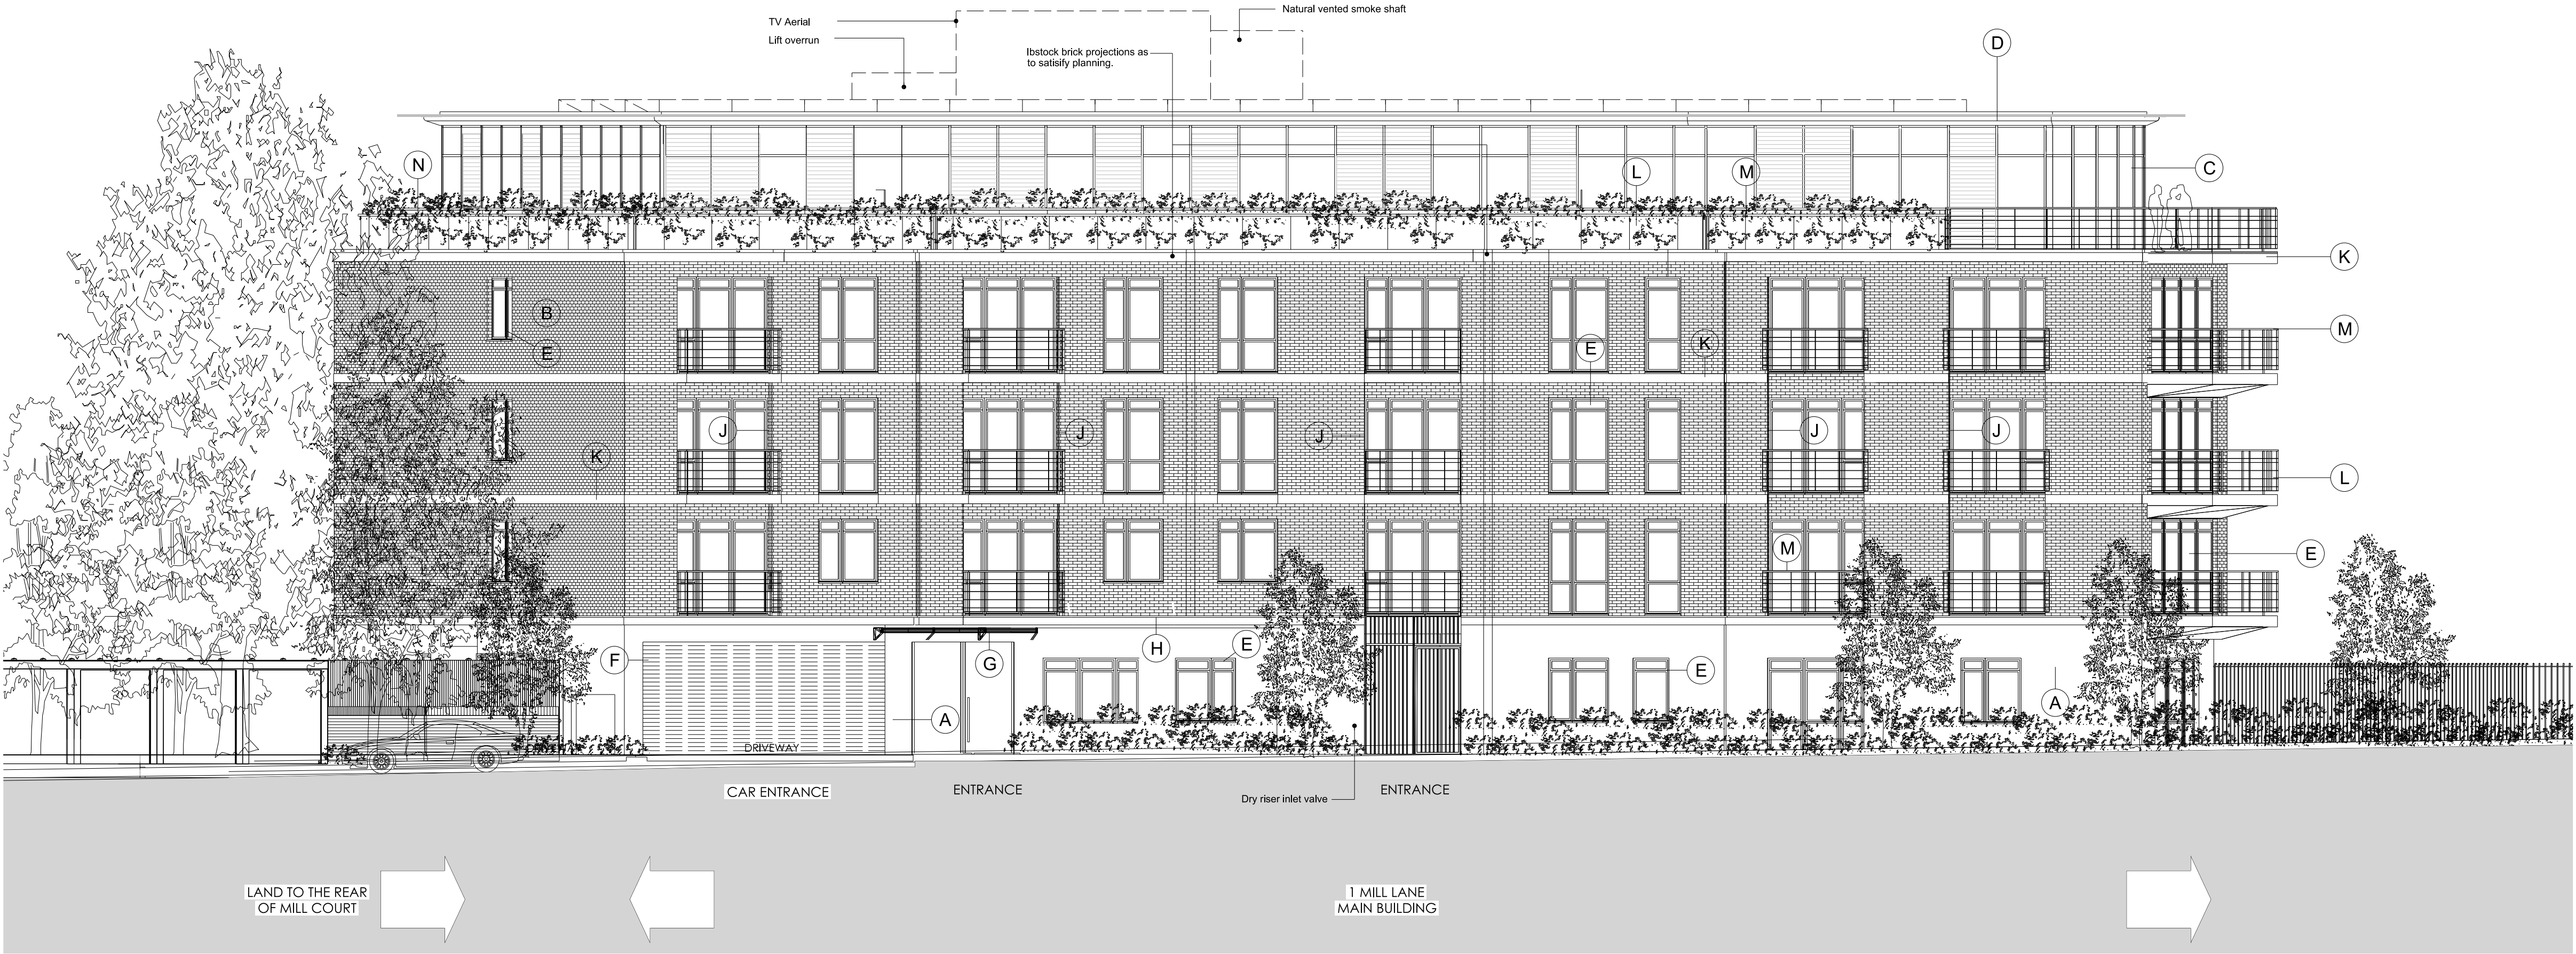 TV Aerial
Natural vented smoke shaft
Lift overrun
Ibstock brick projections as
to satisify planning.
D
N
L
M
C
K
B
M
E
K
E
J
J
J
J
J
K
L
M
E
F
G
H
E
E
A
A
DRIVEWAY
CAR ENTRANCE
ENTRANCE
Dry riser inlet valve
ENTRANCE
LAND TO THE REAR
OF MILL COURT
1 MILL LANE
MAIN BUILDING